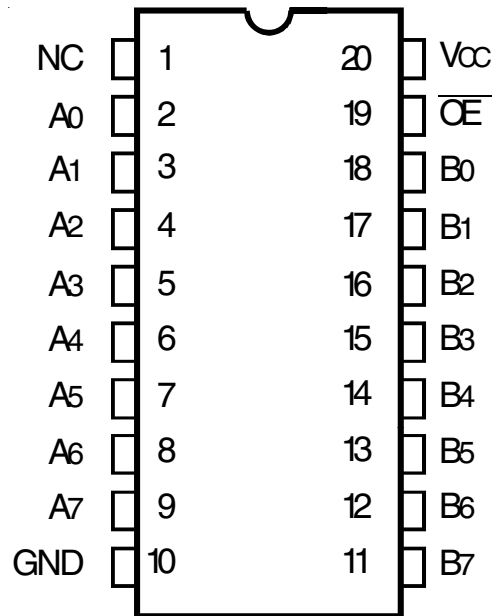 NC 1 20 VCC
A0 2 19 OE
A1 3 18 B0
A2 4 17 B1
A3 5 16 B2
A4 6 15 B3
A5 7 14 B4
A6 8 13 B5
A7 9 12 B6
GND 10 11 B7